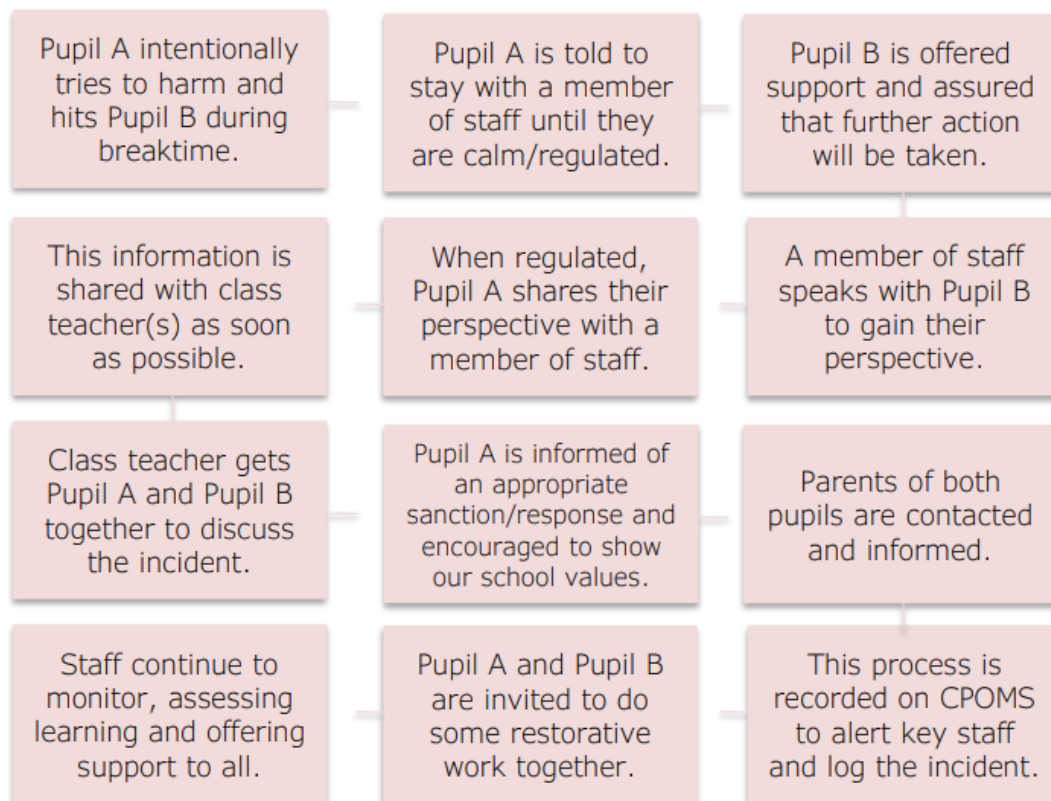 Pupil A intentionally
tries to harm and
hits Pupil B during
breaktime.
Pupil A is told to
stay with a member
of staff until they
are calm/regulated.
Pupil B is offered
support and assured
that further action
will be taken.
A member of staff
speaks with Pupil B
to gain their
perspective.
When regulated,
Pupil A shares their
perspective with a
member of staff.
This information is
shared with class
teacher(s) as soon
as possible.
Class teacher gets
Pupil A and Pupil B
together to discuss
the incident.
Pupil A is informed of
an appropriate
sanction/response and
encouraged to show
our school values.
Parents of both
pupils are contacted
and informed.
This process is
recorded on CPOMS
to alert key staff
and log the incident.
Pupil A and Pupil B
are invited to do
some restorative
work together.
Staff continue to
monitor, assessing
learning and offering
support to all.